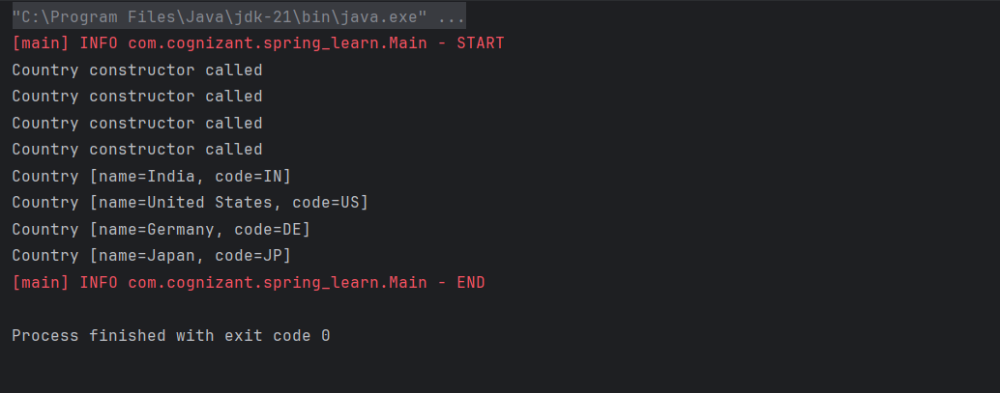 "C:\Program Files\Java\jdk-21\bin\java.exe" ...
[main] INFO com.cognizant.spring_learn.Main - START
Country constructor called
Country constructor called
Country constructor called
Country constructor called
Country [name=India, code=IN]
Country [name=United States, code=US]
Country [name=Germany, code=DE]
Country [name=Japan, code=JP]
[main] INFO com.cognizant.spring_learn.Main - END
Process finished with exit code 0